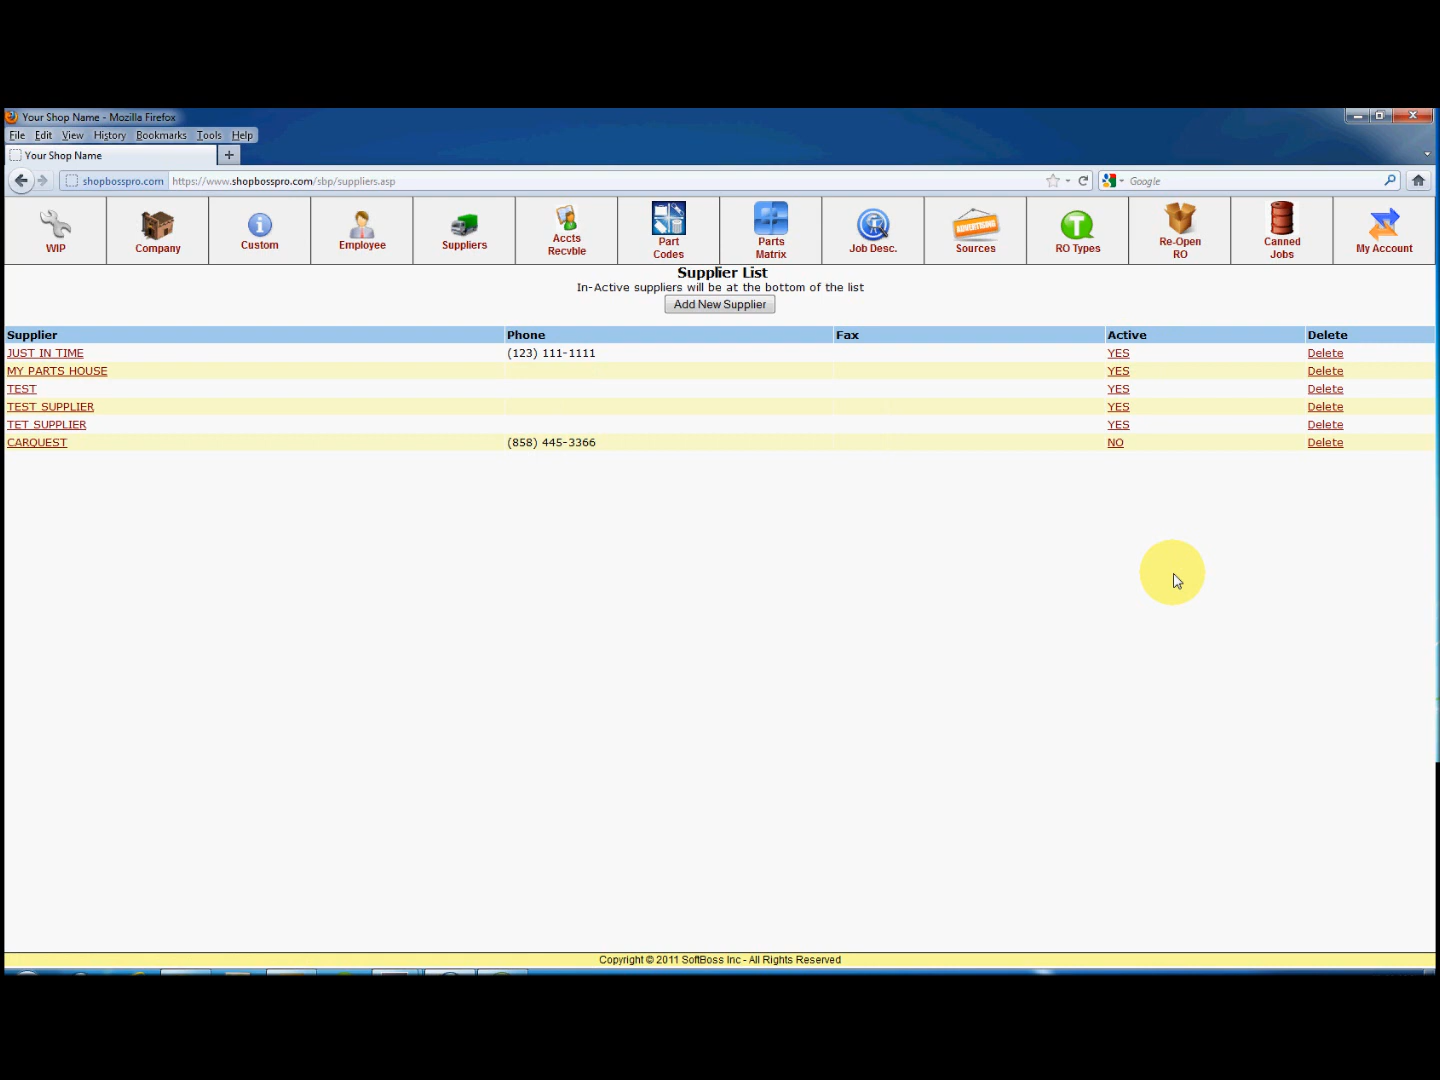 Your Shop Name - Mozilla Firefox
File Edit View History Bookmarks Tools Help
Your Shop Name +
shopbosspro.com https://www.shopbosspro.com/sbp/suppliers.asp Google
WIP
Company
Custom
Employee
Suppliers
Accts
Recvble
Part
Codes
Parts
Matrix
Job Desc.
ADVERTISING
Sources
T
RO Types
Re-Open
RO
Canned
Jobs
My Account
Supplier List
In-Active suppliers will be at the bottom of the list
Add New Supplier
Supplier Phone Fax Active Delete
JUST IN TIME (123) 111-1111 YES Delete
MY PARTS HOUSE YES Delete
TEST YES Delete
TEST SUPPLIER YES Delete
TET SUPPLIER YES Delete
CARQUEST (858) 445-3366 NO Delete
Copyright © 2011 SoftBoss Inc - All Rights Reserved